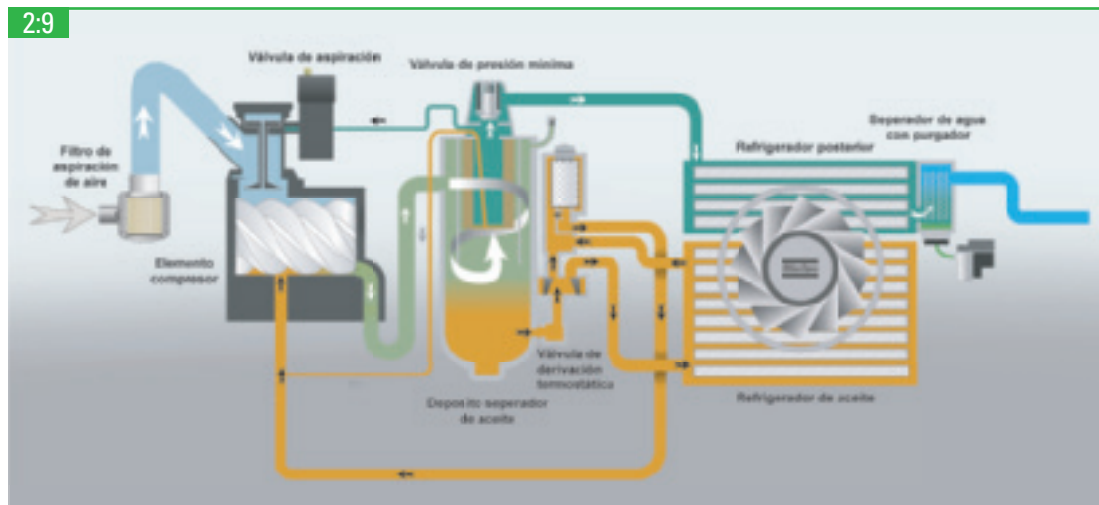 2:9
Válvula de aspiración
Válvula de presión mínima
Separador de agua
con purgador
Refrigerador posterior
Filtro de
aspiración
de aire
Elemento
compresor
Válvula de
derivación
termostática
Deposito separador
de aceite
Refrigerador de aceite